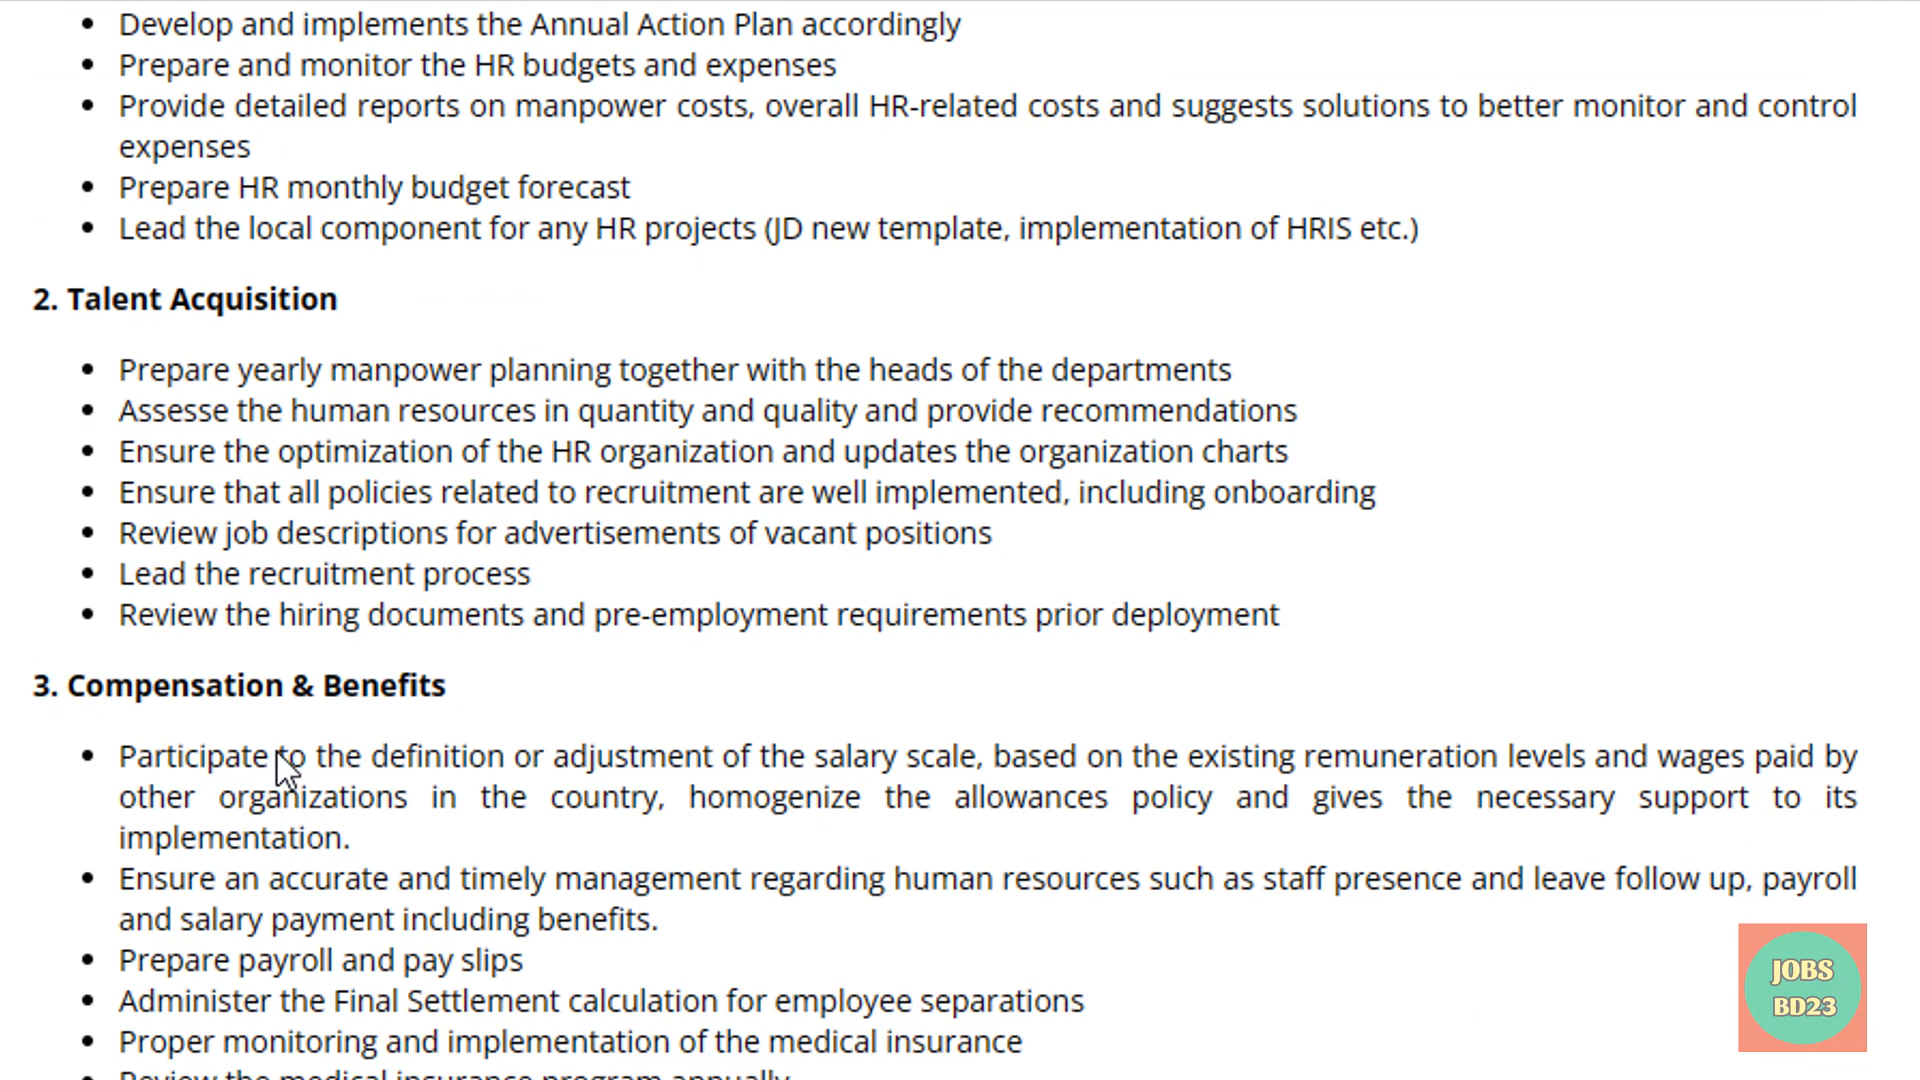 • Develop and implements the Annual Action Plan accordingly
• Prepare and monitor the HR budgets and expenses
• Provide detailed reports on manpower costs, overall HR-related costs and suggests solutions to better monitor and control
expenses
• Prepare HR monthly budget forecast
• Lead the local component for any HR projects (JD new template, implementation of HRIS etc.)
2. Talent Acquisition
• Prepare yearly manpower planning together with the heads of the departments
• Assesse the human resources in quantity and quality and provide recommendations
• Ensure the optimization of the HR organization and updates the organization charts
• Ensure that all policies related to recruitment are well implemented, including onboarding
• Review job descriptions for advertisements of vacant positions
• Lead the recruitment process
• Review the hiring documents and pre-employment requirements prior deployment
3. Compensation & Benefits
• Participate to the definition or adjustment of the salary scale, based on the existing remuneration levels and wages paid by
other organizations in the country, homogenize the allowances policy and gives the necessary support to its
implementation.
• Ensure an accurate and timely management regarding human resources such as staff presence and leave follow up, payroll
and salary payment including benefits.
• Prepare payroll and pay slips
• Administer the Final Settlement calculation for employee separations
• Proper monitoring and implementation of the medical insurance
• Review the medical insurance program annually
JOBS
BD23